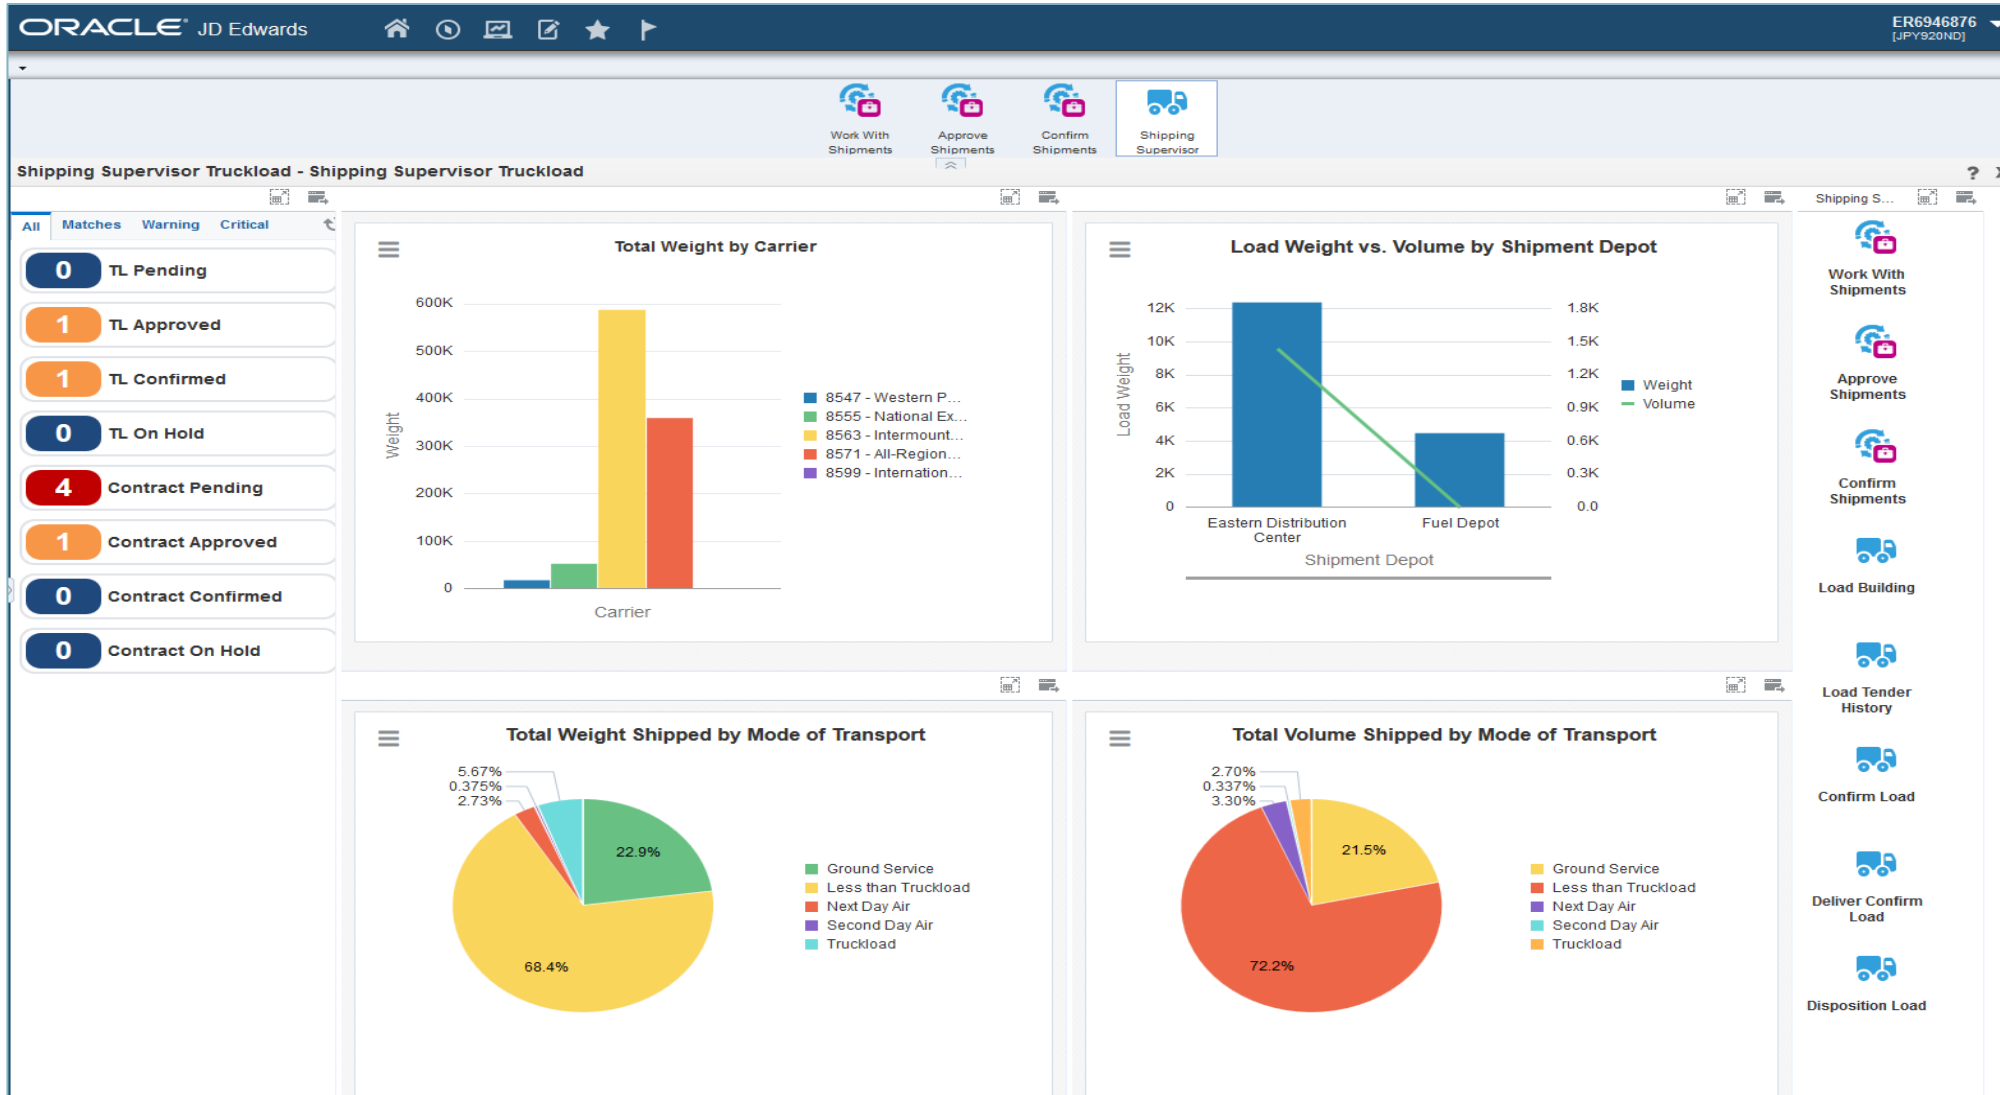 ORACLE JD Edwards
ER6946876
[JPY920ND]
Work With
Shipments
Approve
Shipments
Confirm
Shipments
Shipping
Supervisor
Shipping Supervisor Truckload - Shipping Supervisor Truckload
?
All Matches Warning Critical
0 TL Pending
1 TL Approved
1 TL Confirmed
0 TL On Hold
4 Contract Pending
1 Contract Approved
0 Contract Confirmed
0 Contract On Hold
Total Weight by Carrier
600K
500K
400K
300K
200K
100K
0
Weight
Carrier
8547 - Western P...
8555 - National Ex...
8563 - Intermount...
8571 - All-Region...
8599 - Internation...
Load Weight vs. Volume by Shipment Depot
12K
10K
8K
6K
4K
2K
0
Load Weight
1.8K
1.5K
1.2K
0.9K
0.6K
0.3K
0.0
Eastern Distribution
Center
Fuel Depot
Shipment Depot
Weight
Volume
Total Weight Shipped by Mode of Transport
5.67%
0.375%
2.73%
22.9%
68.4%
Ground Service
Less than Truckload
Next Day Air
Second Day Air
Truckload
Total Volume Shipped by Mode of Transport
2.70%
0.337%
3.30%
21.5%
72.2%
Ground Service
Less than Truckload
Next Day Air
Second Day Air
Truckload
Shipping S...
Work With
Shipments
Approve
Shipments
Confirm
Shipments
Load Building
Load Tender
History
Confirm Load
Deliver Confirm
Load
Disposition Load